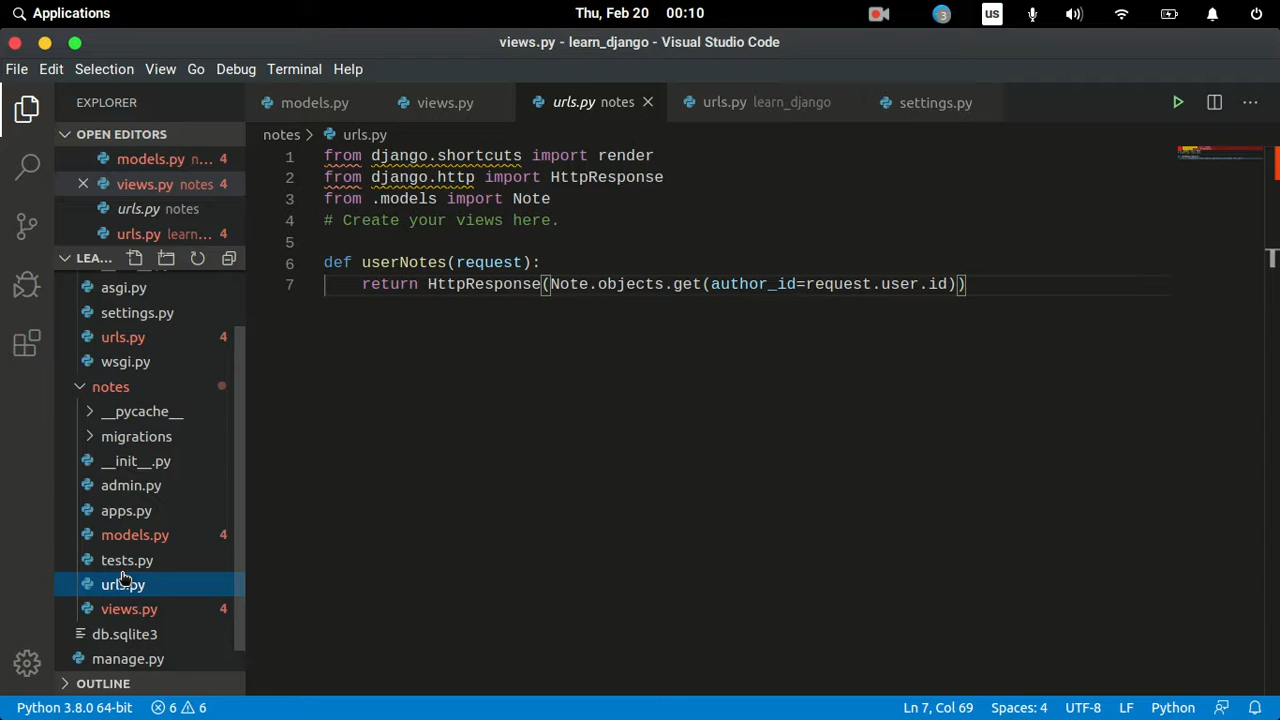 Applications
Thu, Feb 20 00:10
3
us
views.py - learn_django - Visual Studio Code
File Edit Selection View Go Debug Terminal Help
EXPLORER
OPEN EDITORS
models.py n... 4
views.py notes 4
urls.py notes
urls.py learn... 4
LEA...
asgi.py
settings.py
urls.py 4
wsgi.py
notes
__pycache__
migrations
__init__.py
admin.py
apps.py
models.py 4
tests.py
urls.py
views.py 4
db.sqlite3
manage.py
OUTLINE
models.py
views.py
urls.py notes
urls.py learn_django
settings.py
notes > urls.py
1 from django.shortcuts import render
2 from django.http import HttpResponse
3 from .models import Note
4 # Create your views here.
5
6 def userNotes(request):
7 return HttpResponse(Note.objects.get(author_id=request.user.id))
Python 3.8.0 64-bit 6 6
Ln 7, Col 69 Spaces: 4 UTF-8 LF Python